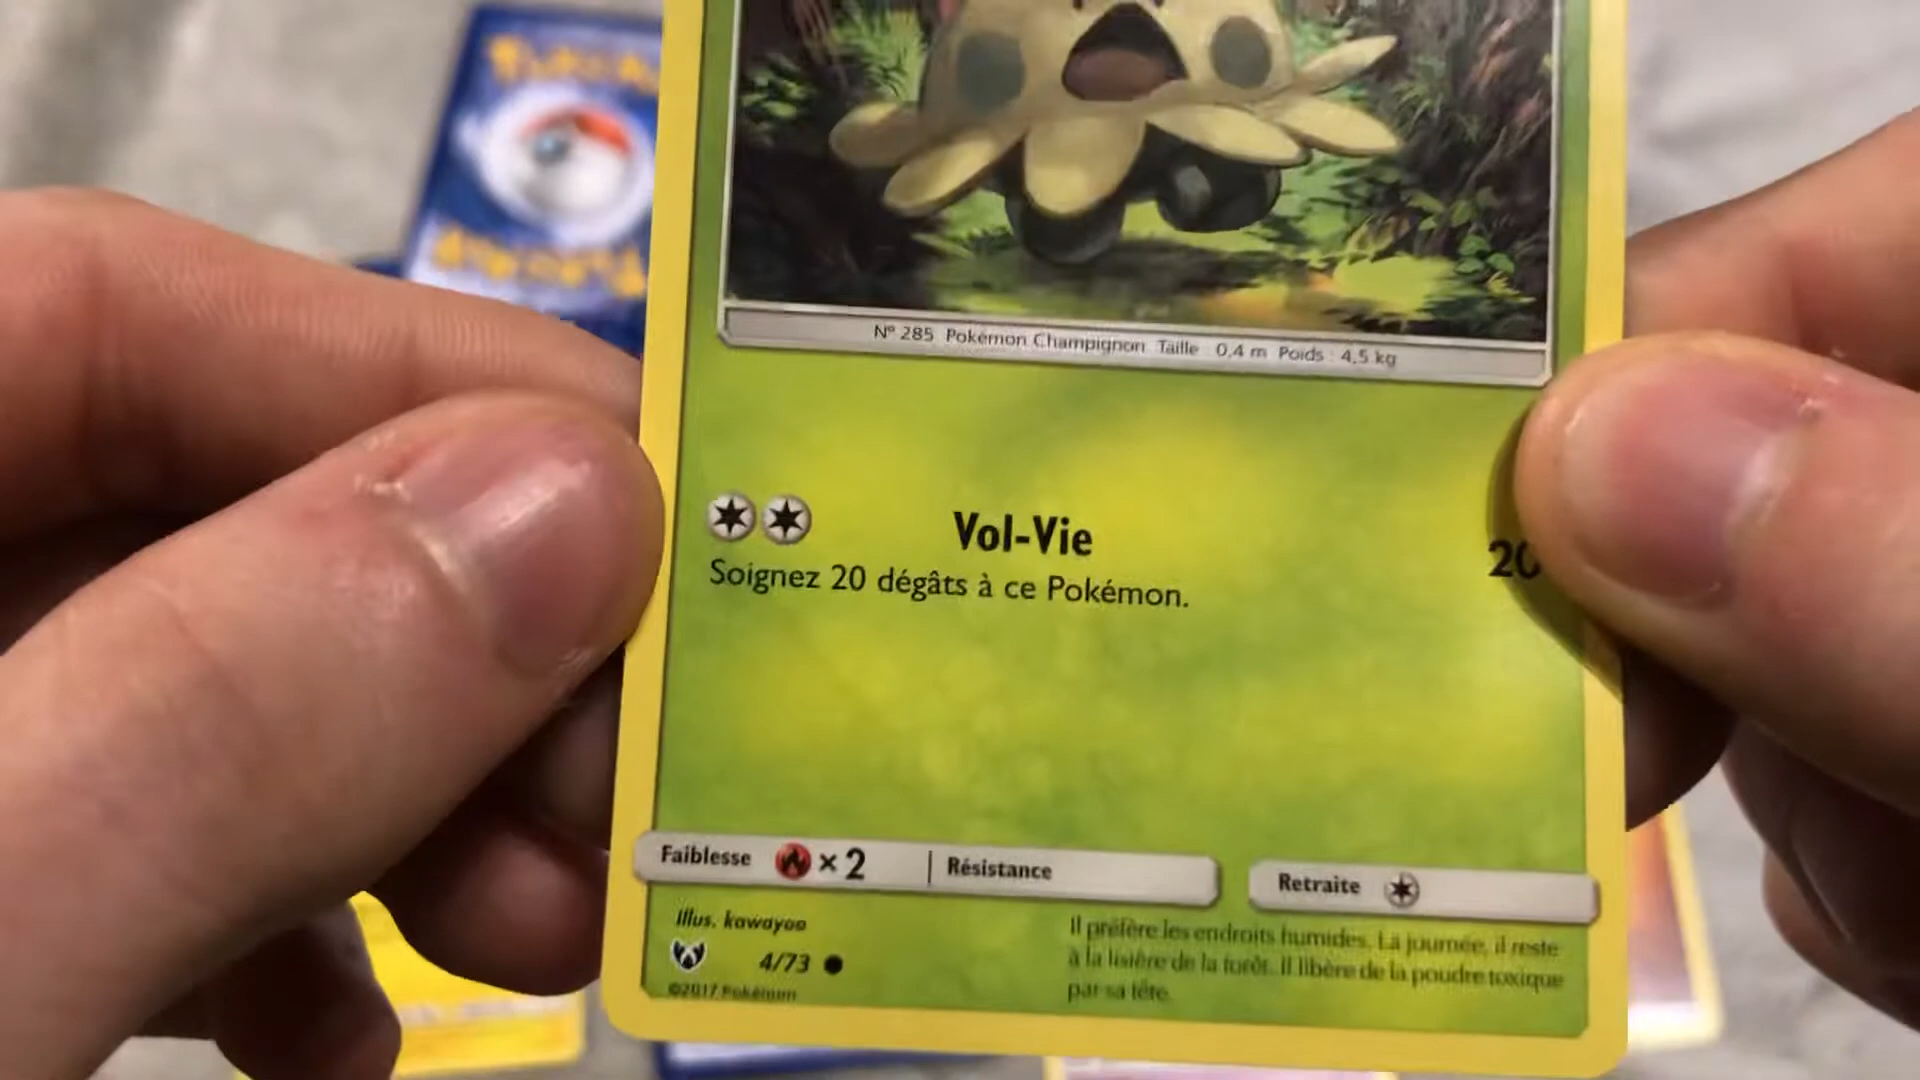 Nº 285 Pokémon Champignon Taille : 0,4 m Poids : 4,5 kg
Vol-Vie 20
Soignez 20 dégâts à ce Pokémon.
Faiblesse ×2 Résistance Retraite
Illus. kawayoo
4/73
©2017 Pokémon
Il préfère les endroits humides. La journée, il reste
à la lisière de la forêt. Il libère de la poudre toxique
par sa tête.